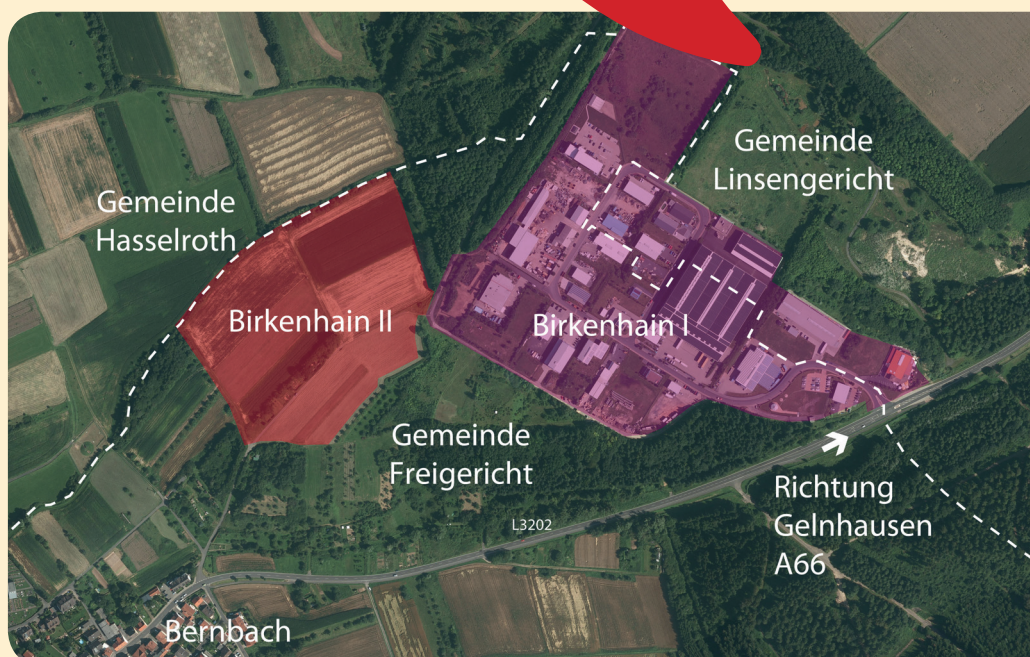 Gemeinde
Linsengericht
Gemeinde
Hasselroth
Birkenhain II
Birkenhain I
Gemeinde
Freigericht
Richtung
Gelnhausen
A66
L3202
Bernbach